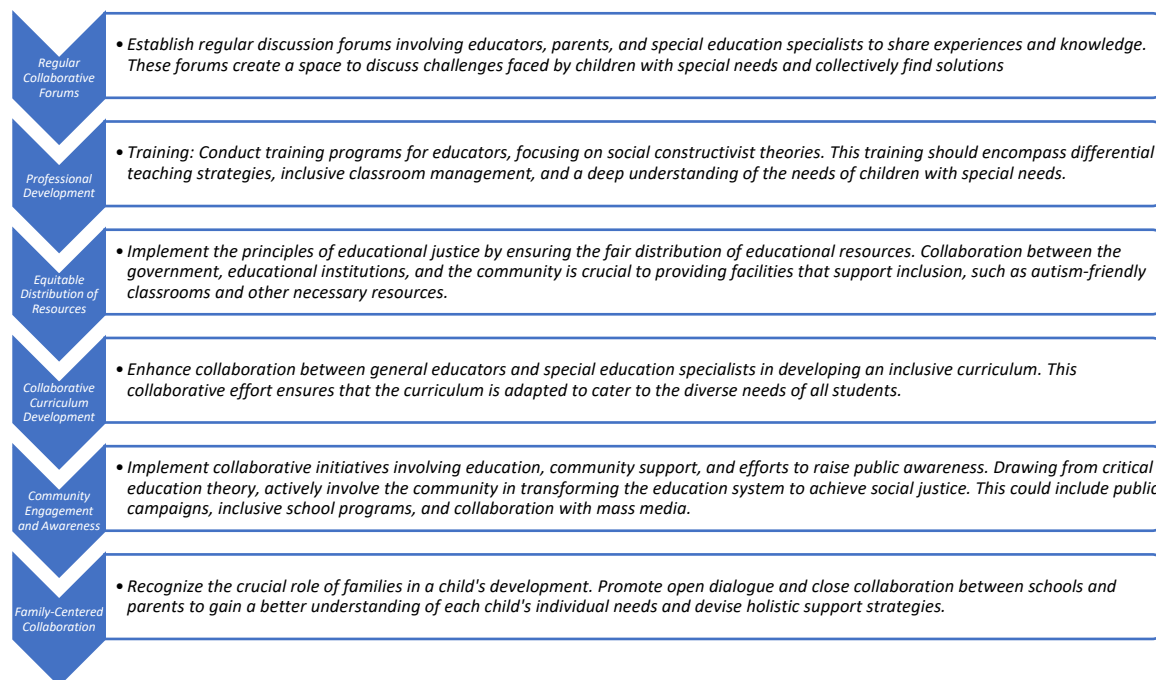 Regular
Collaborative
Forums
• Establish regular discussion forums involving educators, parents, and special education specialists to share experiences and knowledge.
These forums create a space to discuss challenges faced by children with special needs and collectively find solutions
Professional
Development
• Training: Conduct training programs for educators, focusing on social constructivist theories. This training should encompass differential
teaching strategies, inclusive classroom management, and a deep understanding of the needs of children with special needs.
Equitable
Distribution of
Resources
• Implement the principles of educational justice by ensuring the fair distribution of educational resources. Collaboration between the
government, educational institutions, and the community is crucial to providing facilities that support inclusion, such as autism-friendly
classrooms and other necessary resources.
Collaborative
Curriculum
Development
• Enhance collaboration between general educators and special education specialists in developing an inclusive curriculum. This
collaborative effort ensures that the curriculum is adapted to cater to the diverse needs of all students.
Community
Engagement
and Awareness
• Implement collaborative initiatives involving education, community support, and efforts to raise public awareness. Drawing from critical
education theory, actively involve the community in transforming the education system to achieve social justice. This could include public
campaigns, inclusive school programs, and collaboration with mass media.
Family-Centered
Collaboration
• Recognize the crucial role of families in a child's development. Promote open dialogue and close collaboration between schools and
parents to gain a better understanding of each child's individual needs and devise holistic support strategies.